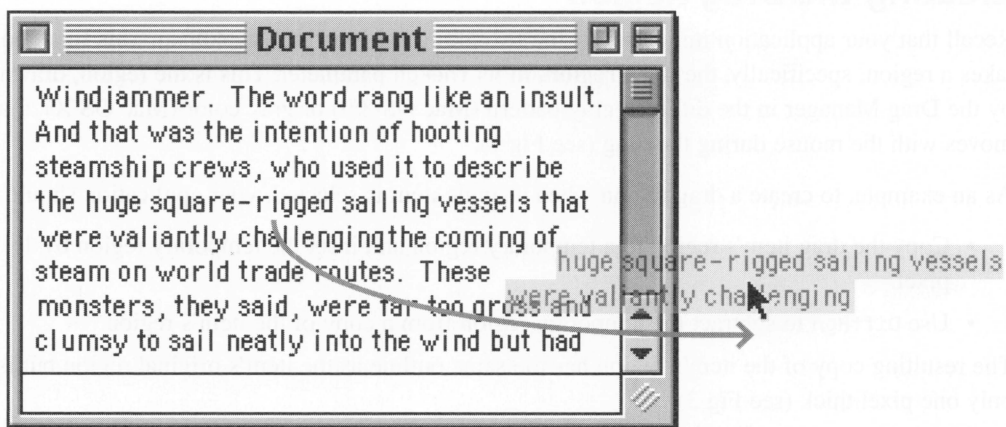 Document
Windjammer. The word rang like an insult.
And that was the intention of hooting
steamship crews, who used it to describe
the huge square-rigged sailing vessels that
were valiantly challengingthe coming of
steam on world trade routes. These
monsters, they said, were far too gross and
clumsy to sail neatly into the wind but had
huge square-rigged sailing vessels
were valiantly challenging